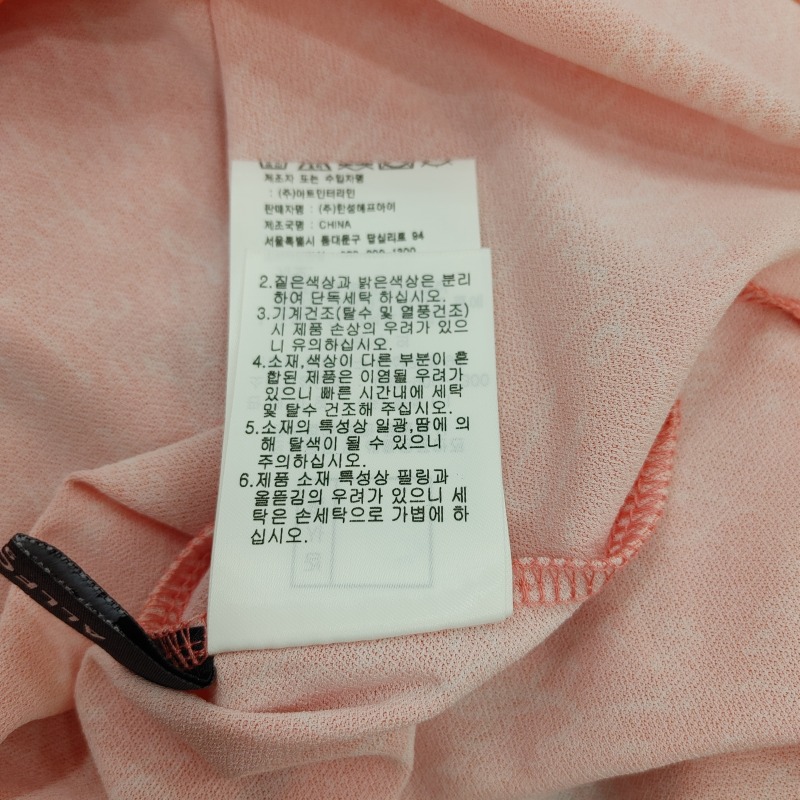 제조자 또는 수입자명
: (주)아트인터라인
판매자명 : (주)한섬에프하이
제조국명 : CHINA
서울특별시 동대문구 94
2.짙은색상과 밝은색상은 분리
하여 단독세탁 하십시오.
3.기계건조(탈수 및 열풍건조)
시 제품 손상의 우려가 있으
니 유의하십시오.
4.소재,색상이 다른 부분이 혼
합된 제품은 이염될 우려가
있으니 빠른 시간내에 세탁
및 탈수 건조해 주십시오.
5.소재의 특성상 일광,땀에 의
해 탈색이 될 수 있으니
주의하십시오.
6.제품 소재 특성상 필링과
올뜯김의 우려가 있으니 세
탁은 손세탁으로 가볍에 하
십시오.